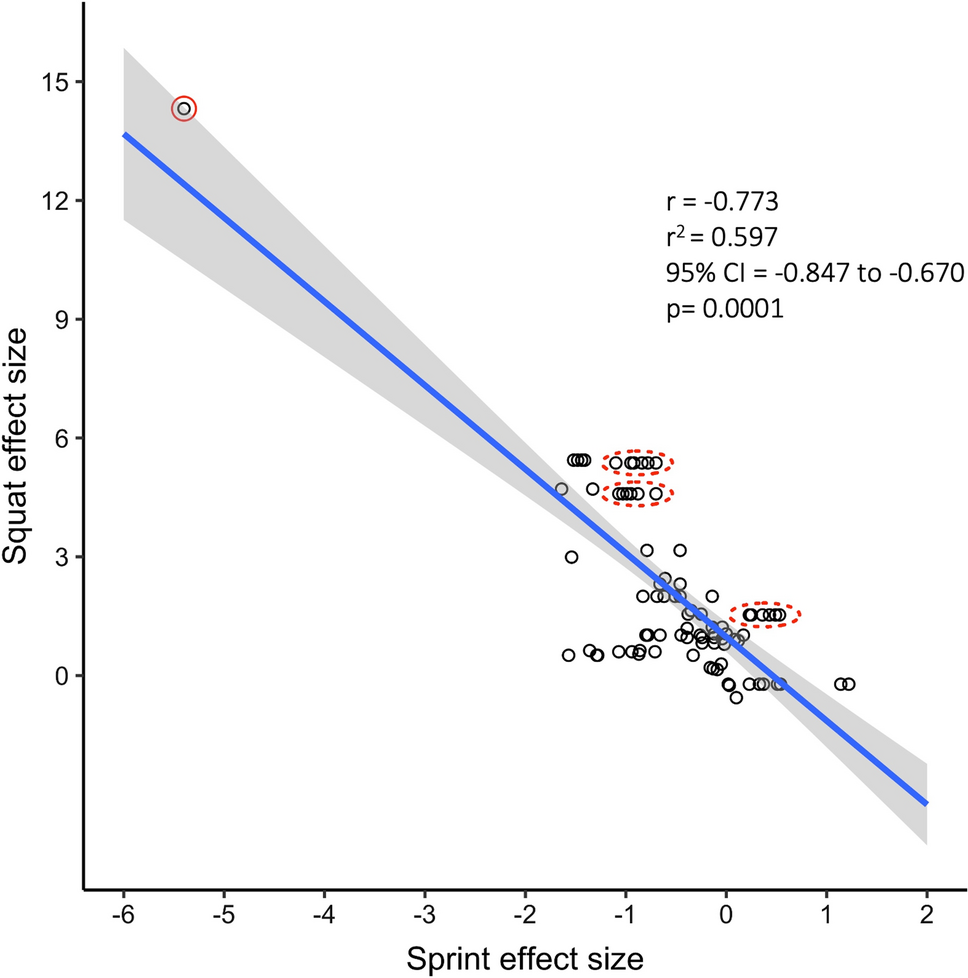 15
12
9
6
3
0
Squat effect size
r = -0.773
r² = 0.597
95% CI = -0.847 to -0.670
p= 0.0001
-6 -5 -4 -3 -2 -1 0 1 2
Sprint effect size